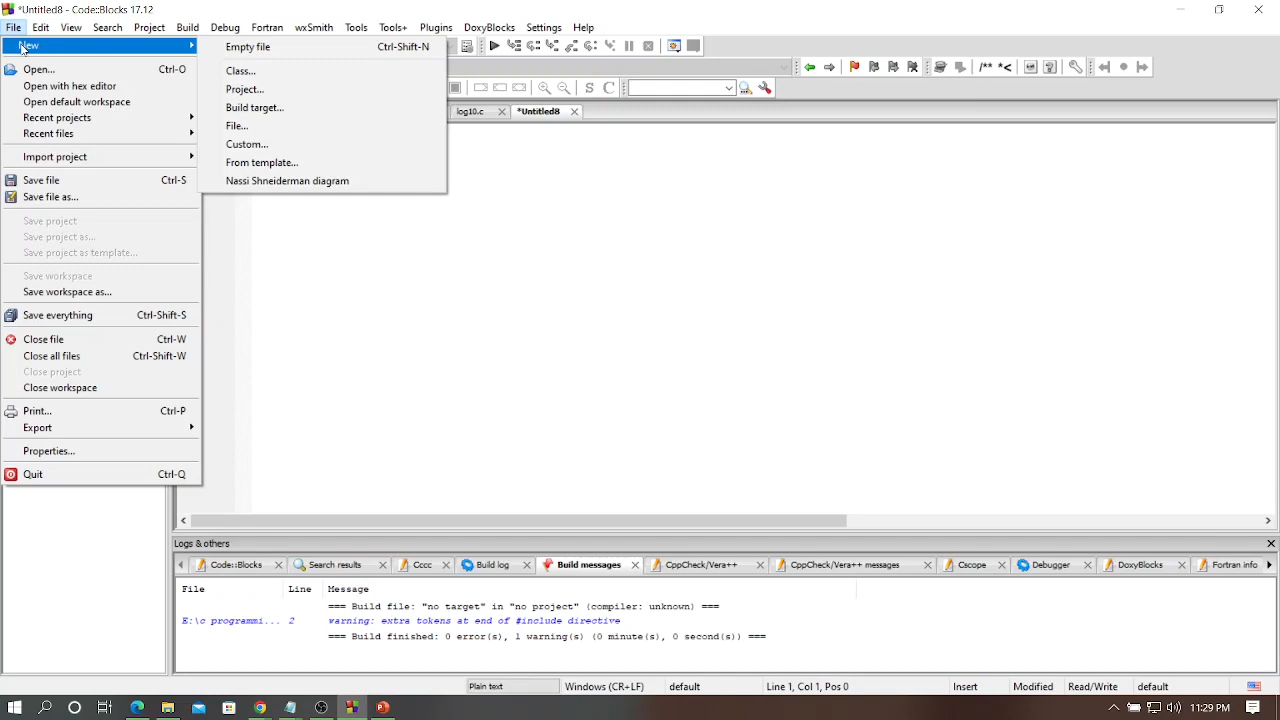 *Untitled8 - Code::Blocks 17.12
File Edit View Search Project Build Debug Fortran wxSmith Tools Tools+ Plugins DoxyBlocks Settings Help
New
Open... Ctrl-O
Open with hex editor
Open default workspace
Recent projects
Recent files
Import project
Save file Ctrl-S
Save file as...
Save project
Save project as...
Save project as template...
Save workspace
Save workspace as...
Save everything Ctrl-Shift-S
Close file Ctrl-W
Close all files Ctrl-Shift-W
Close project
Close workspace
Print... Ctrl-P
Export
Properties...
Quit Ctrl-Q
Empty file Ctrl-Shift-N
Class...
Project...
Build target...
File...
Custom...
From template...
Nassi Shneiderman diagram
/** *<
S C
log10.c *Untitled8
Logs & others
Code::Blocks Search results Cccc Build log Build messages CppCheck/Vera++ CppCheck/Vera++ messages Cscope Debugger DoxyBlocks Fortran info
File Line Message
=== Build file: "no target" in "no project" (compiler: unknown) ===
E:\c programmi... 2 warning: extra tokens at end of #include directive
=== Build finished: 0 error(s), 1 warning(s) (0 minute(s), 0 second(s)) ===
Plain text Windows (CR+LF) default Line 1, Col 1, Pos 0 Insert Modified Read/Write default
11:29 PM